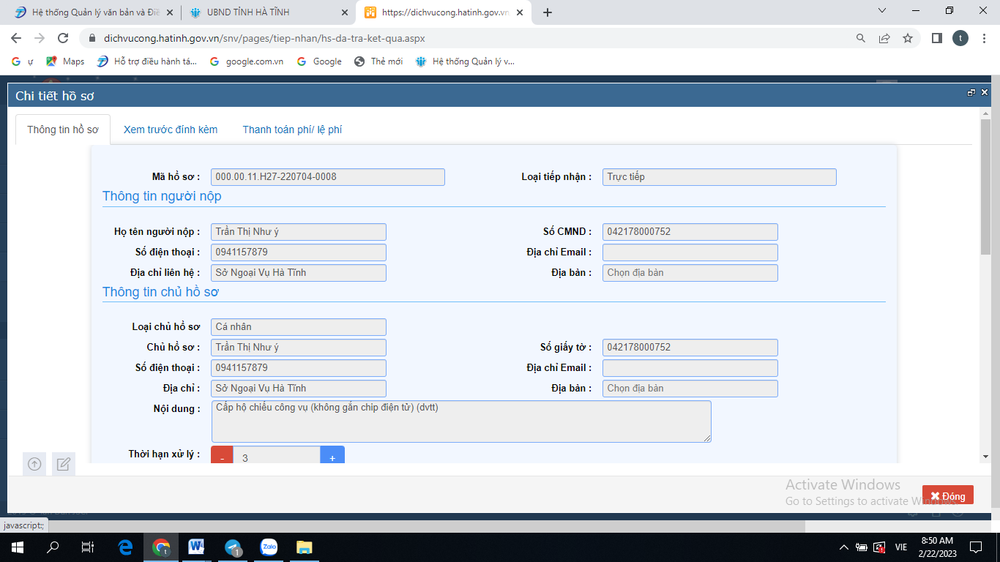 Hệ thống Quản lý văn bản và Điề
UBND TỈNH HÀ TĨNH
https://dichvucong.hatinh.gov.vn
dichvucong.hatinh.gov.vn/snv/pages/tiep-nhan/hs-da-tra-ket-qua.aspx
t
ự
Maps
Hỗ trợ điều hành tá...
google.com.vn
Google
Thẻ mới
Hệ thống Quản lý v...
Chi tiết hồ sơ
Thông tin hồ sơ
Xem trước đính kèm
Thanh toán phí/ lệ phí
Mã hồ sơ : 000.00.11.H27-220704-0008
Loại tiếp nhận : Trực tiếp
Thông tin người nộp
Họ tên người nộp : Trần Thị Như ý
Số CMND : 042178000752
Số điện thoại : 0941157879
Địa chỉ Email :
Địa chỉ liên hệ : Sở Ngoại Vụ Hà Tĩnh
Địa bàn : Chọn địa bàn
Thông tin chủ hồ sơ
Loại chủ hồ sơ Cá nhân
Chủ hồ sơ : Trần Thị Như ý
Số giấy tờ : 042178000752
Số điện thoại : 0941157879
Địa chỉ Email :
Địa chỉ : Sở Ngoại Vụ Hà Tĩnh
Địa bàn : Chọn địa bàn
Nội dung : Cấp hộ chiếu công vụ (không gắn chip điện tử) (dvtt)
Thời hạn xử lý : - 3 +
Activate Windows
Go to Settings to activate Windows.
Đóng
javascript:;
t
1
Zalo
VIE
8:50 AM
2/22/2023